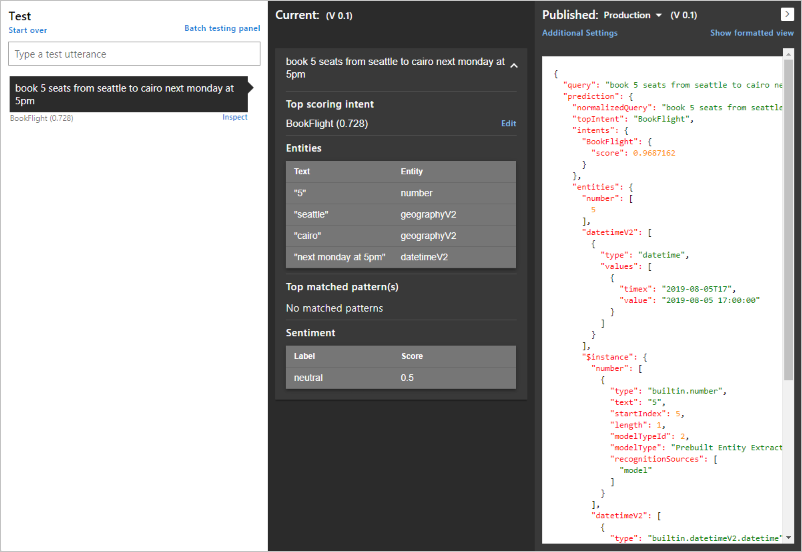 Test
Start over
Batch testing panel
Type a test utterance
book 5 seats from seattle to cairo next monday at
5pm
BookFlight (0.728)
Inspect
Current: (V 0.1)
book 5 seats from seattle to cairo next monday at
5pm
Top scoring intent
BookFlight (0.728)
Edit
Entities
Text Entity
"5" number
"seattle" geographyV2
"cairo" geographyV2
"next monday at 5pm" datetimeV2
Top matched pattern(s)
No matched patterns
Sentiment
Label Score
neutral 0.5
Published: Production (V 0.1)
Additional Settings
Show formatted view
{
"query": "book 5 seats from seattle to cairo ne
"prediction": {
"normalizedQuery": "book 5 seats from seattle
"topIntent": "BookFlight",
"intents": {
"BookFlight": {
"score": 0.9687162
}
},
"entities": {
"number": [
5
],
"datetimeV2": [
{
"type": "datetime",
"values": [
{
"timex": "2019-08-05T17",
"value": "2019-08-05 17:00:00"
}
]
}
],
"$instance": {
"number": [
{
"type": "builtin.number",
"text": "5",
"startIndex": 5,
"length": 1,
"modelTypeId": 2,
"modelType": "Prebuilt Entity Extract
"recognitionSources": [
"model"
]
}
],
"datetimeV2": [
{
"type": "builtin.datetimeV2.datetime"